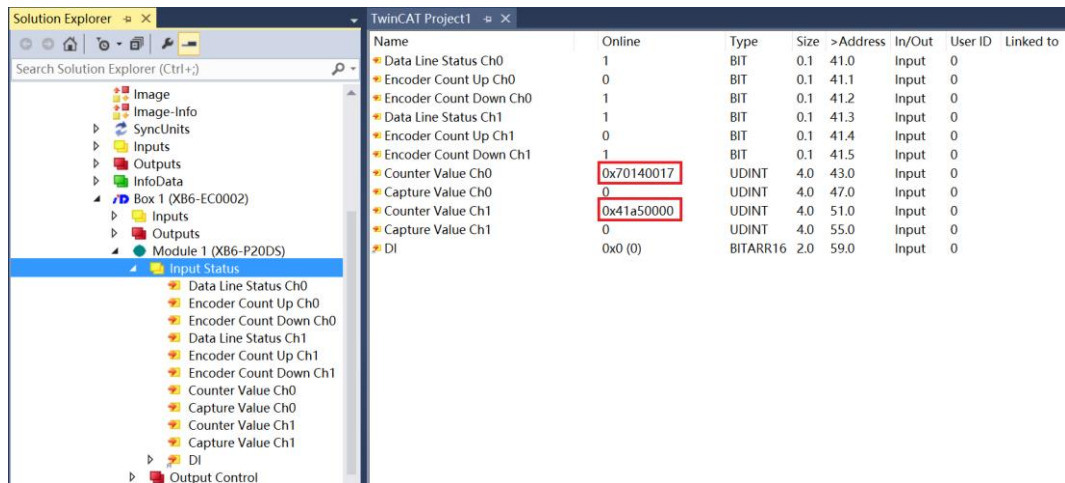 Solution Explorer
Search Solution Explorer (Ctrl+;)
Image
Image-Info
SyncUnits
Inputs
Outputs
InfoData
Box 1 (XB6-EC0002)
Inputs
Outputs
Module 1 (XB6-P20DS)
Input Status
Data Line Status Ch0
Encoder Count Up Ch0
Encoder Count Down Ch0
Data Line Status Ch1
Encoder Count Up Ch1
Encoder Count Down Ch1
Counter Value Ch0
Capture Value Ch0
Counter Value Ch1
Capture Value Ch1
DI
Output Control
TwinCAT Project1
Name Online Type Size >Address In/Out User ID Linked to
Data Line Status Ch0 1 BIT 0.1 41.0 Input 0
Encoder Count Up Ch0 0 BIT 0.1 41.1 Input 0
Encoder Count Down Ch0 1 BIT 0.1 41.2 Input 0
Data Line Status Ch1 1 BIT 0.1 41.3 Input 0
Encoder Count Up Ch1 0 BIT 0.1 41.4 Input 0
Encoder Count Down Ch1 1 BIT 0.1 41.5 Input 0
Counter Value Ch0 0x70140017 UDINT 4.0 43.0 Input 0
Capture Value Ch0 0 UDINT 4.0 47.0 Input 0
Counter Value Ch1 0x41a50000 UDINT 4.0 51.0 Input 0
Capture Value Ch1 0 UDINT 4.0 55.0 Input 0
DI 0x0 (0) BITARR16 2.0 59.0 Input 0